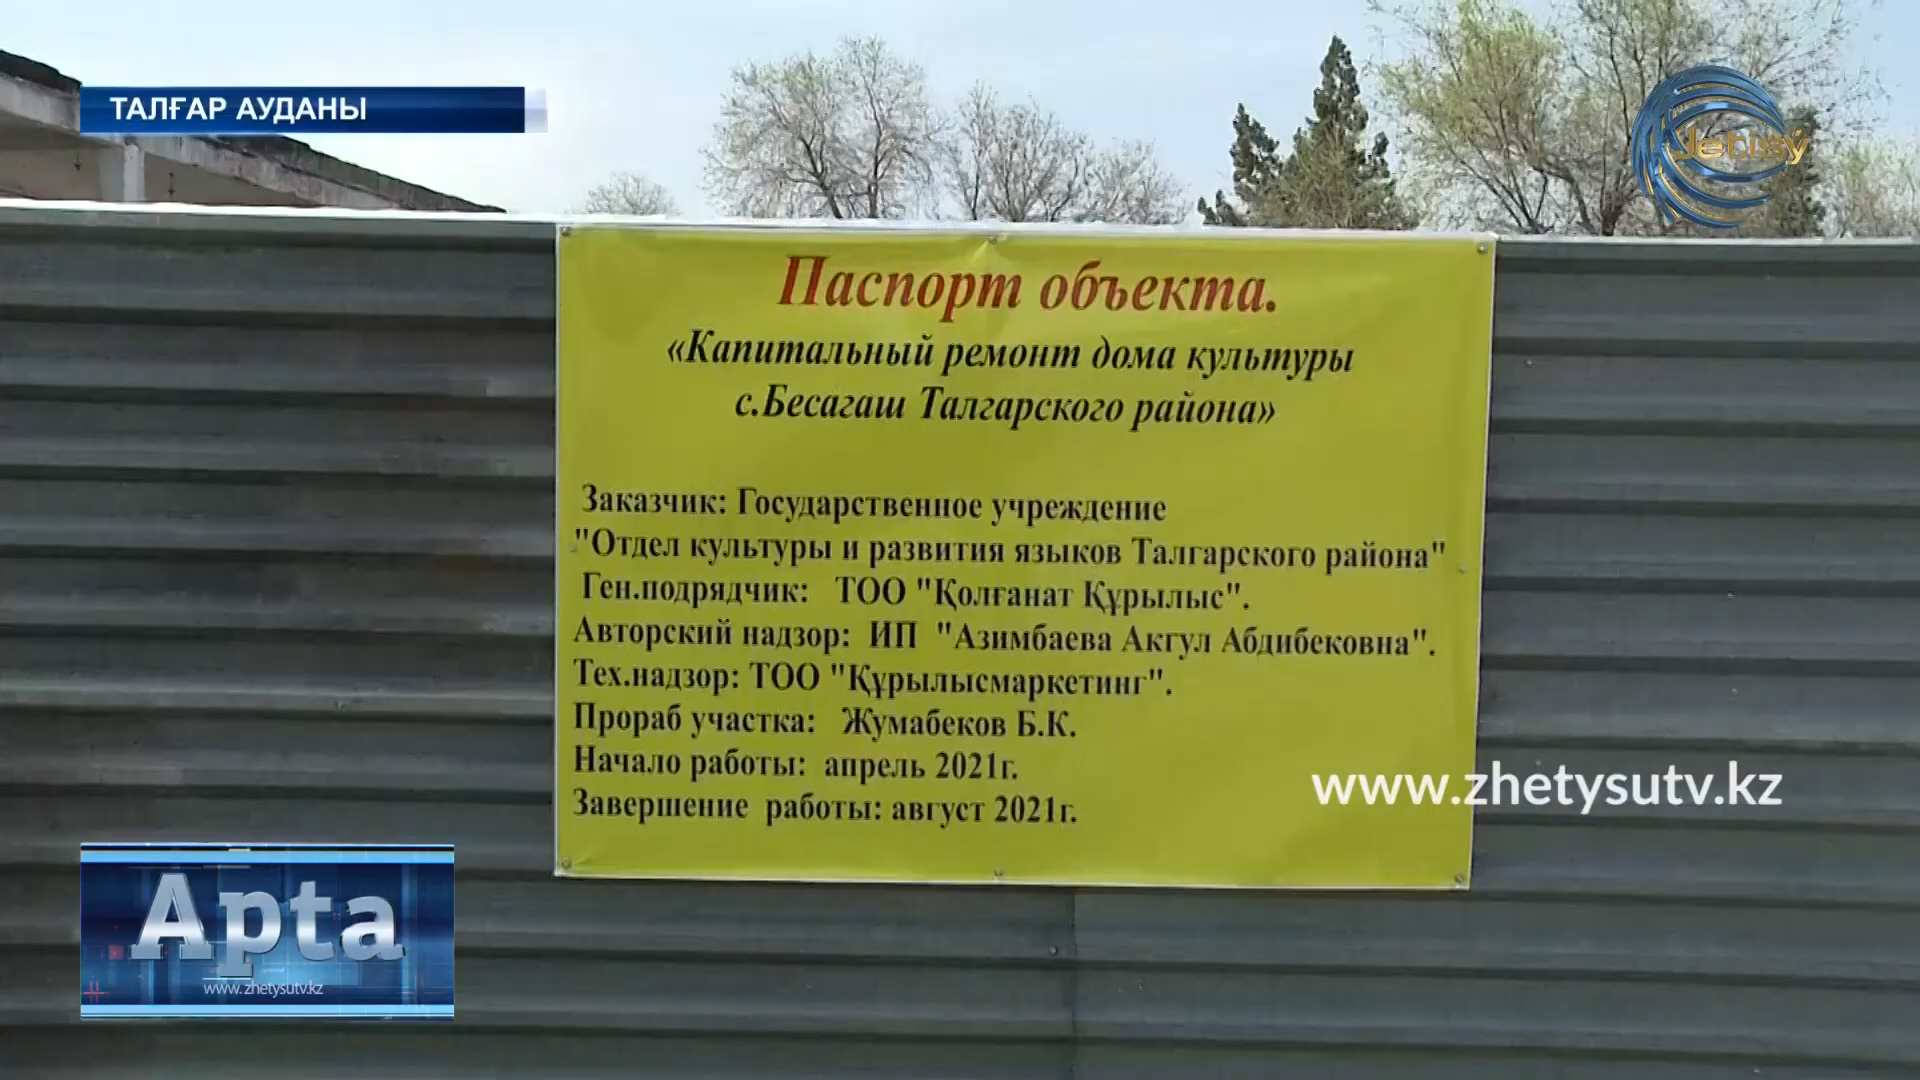 ТАЛҒАР АУДАНЫ
Jetisý
Паспорт объекта.
«Капитальный ремонт дома культуры
с.Бесагаш Талгарского района»
Заказчик: Государственное учреждение
"Отдел культуры и развития языков Талгарского района"
Ген.подрядчик: ТОО "Қолғанат Құрылыс".
Авторский надзор: ИП "Азимбаева Акгул Абдибековна".
Тех.надзор: ТОО "Құрылысмаркетинг".
Прораб участка: Жумабеков Б.К.
Начало работы: апрель 2021г.
Завершение работы: август 2021г.
www.zhetysutv.kz
Apta
www.zhetysutv.kz